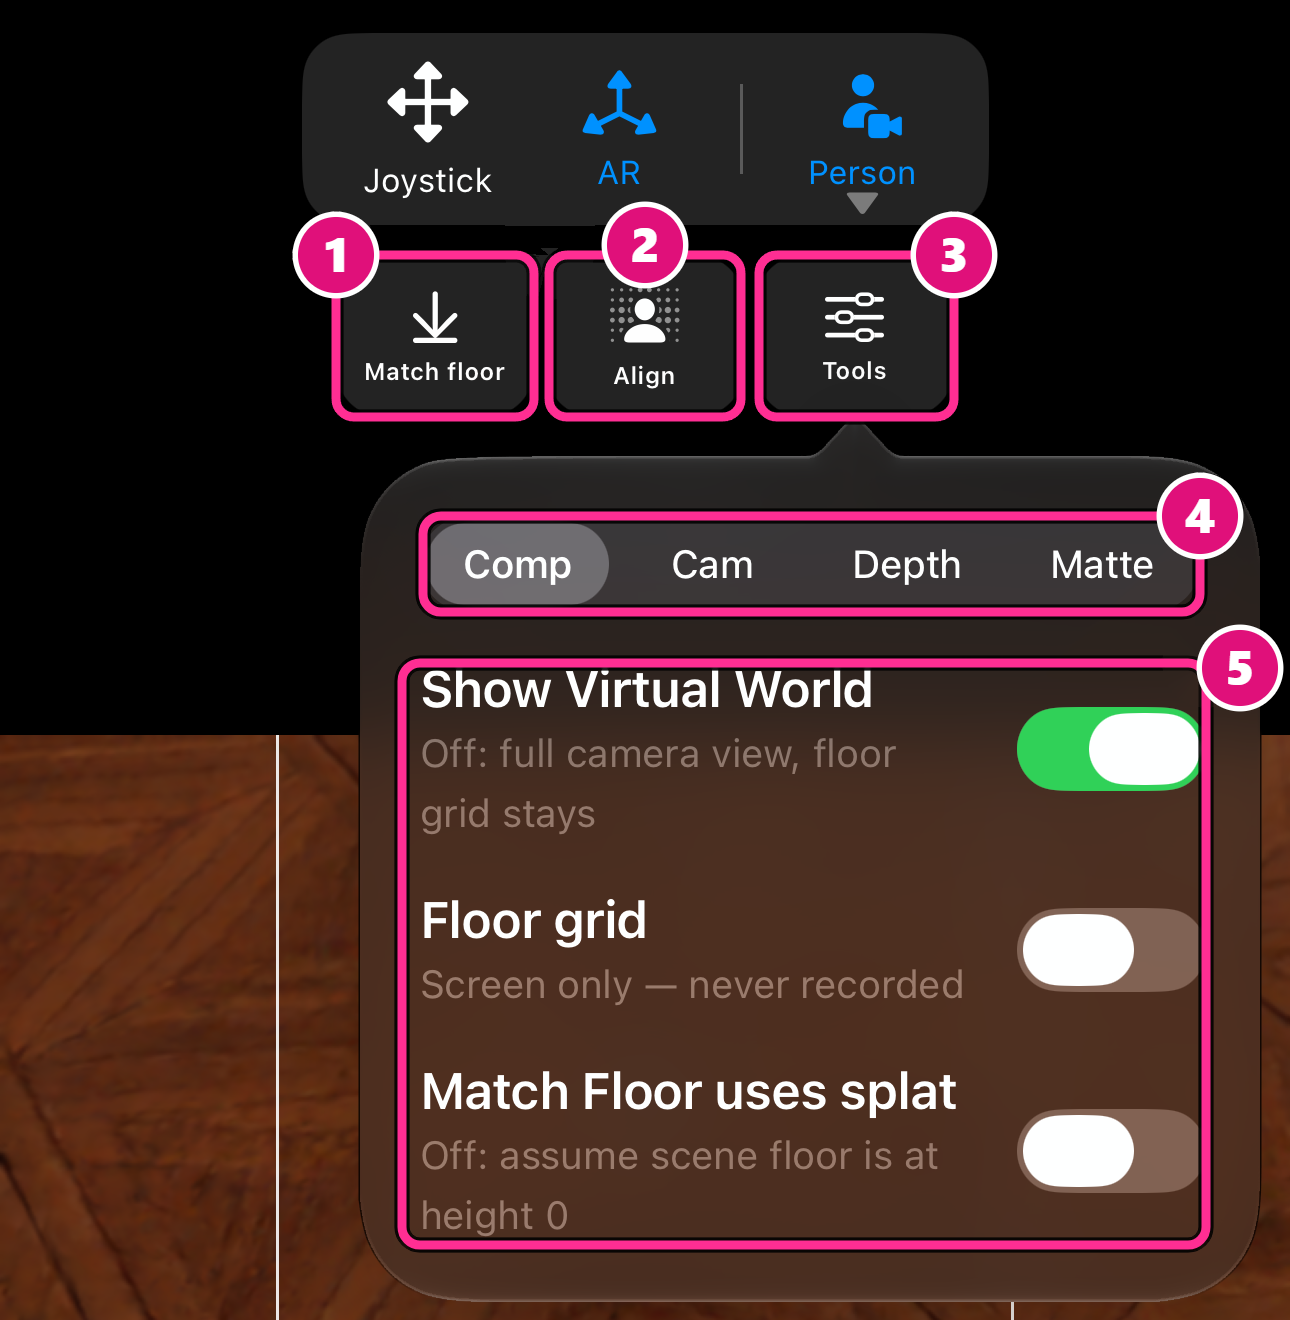 Joystick
AR
Person
1
2
3
Match floor
Align
Tools
4
Comp
Cam
Depth
Matte
5
Show Virtual World
Off: full camera view, floor
grid stays
Floor grid
Screen only — never recorded
Match Floor uses splat
Off: assume scene floor is at
height 0